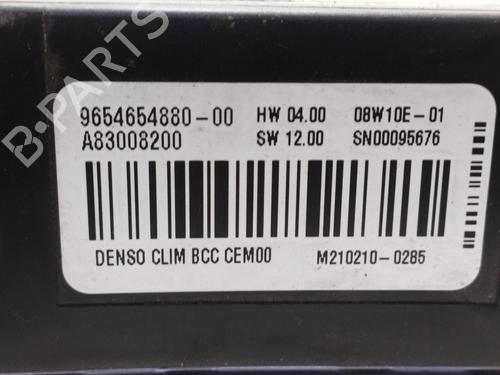 B-PARTS
9654654880-00 HW 04.00 08W10E-01
A83008200 SW 12.00 SN00095676
DENSO CLIM BCC CEM00 M210210-0285